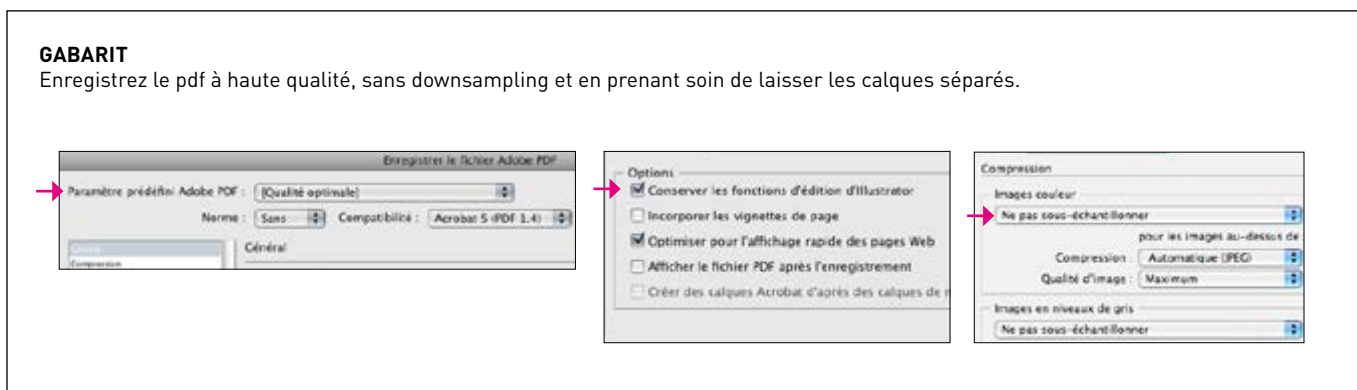 GABARIT
Enregistrez le pdf à haute qualité, sans downsampling et en prenant soin de laisser les calques séparés.
Enregistrer le fichier Adobe PDF
Paramètre prédéfini Adobe PDF : [Qualité optimale]
Norme : Sans Compatibilité : Acrobat 5 (PDF 1.4)
Général
Compression
Options
Conserver les fonctions d'édition d'Illustrator
Incorporer les vignettes de page
Optimiser pour l'affichage rapide des pages Web
Afficher le fichier PDF après l'enregistrement
Créer des calques Acrobat d'après des calques de
Compression
Images couleur
Ne pas sous-échantillonner
pour les images au-dessus de
Compression : Automatique (JPEG)
Qualité d'image : Maximum
Images en niveaux de gris
Ne pas sous-échantillonner